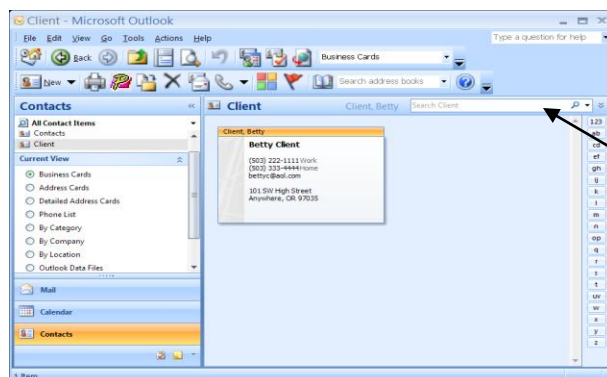 Client - Microsoft Outlook
File Edit View Go Tools Actions Help
Type a question for help
Back
Business Cards
New
Search address books
Contacts
Client
Client, Betty
Search Client
All Contact Items
Contacts
Client
Current View
Business Cards
Address Cards
Detailed Address Cards
Phone List
By Category
By Company
By Location
Outlook Data Files
Client, Betty
Betty Client
(503) 222-1111 Work
(503) 333-4444 Home
bettyc@aol.com
101 SW High Street
Anywhere, OR 97035
123
ab
cd
ef
gh
ij
k
l
m
n
op
q
r
s
t
uv
w
x
y
z
Mail
Calendar
Contacts
1 Item